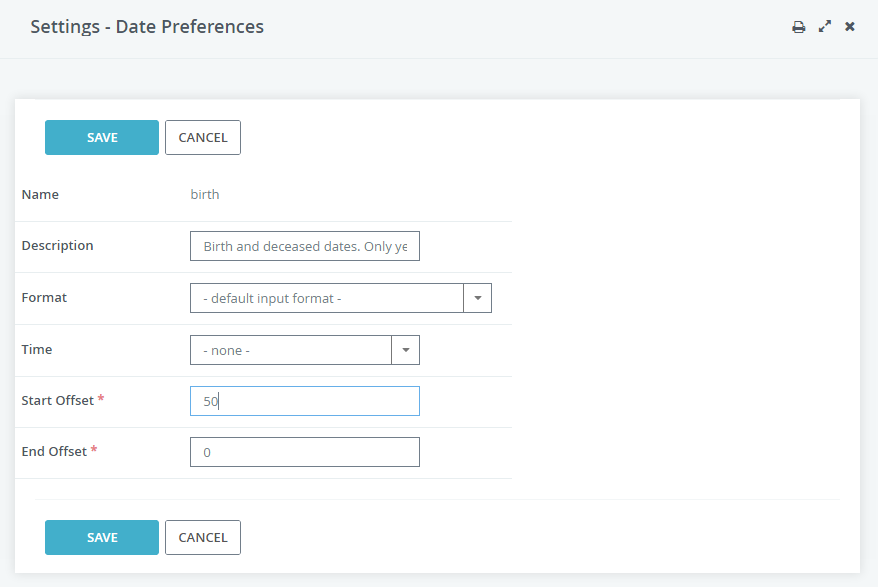 Settings - Date Preferences
SAVE CANCEL
Name birth
Description Birth and deceased dates. Only ye
Format - default input format -
Time - none -
Start Offset * 50
End Offset * 0
SAVE CANCEL